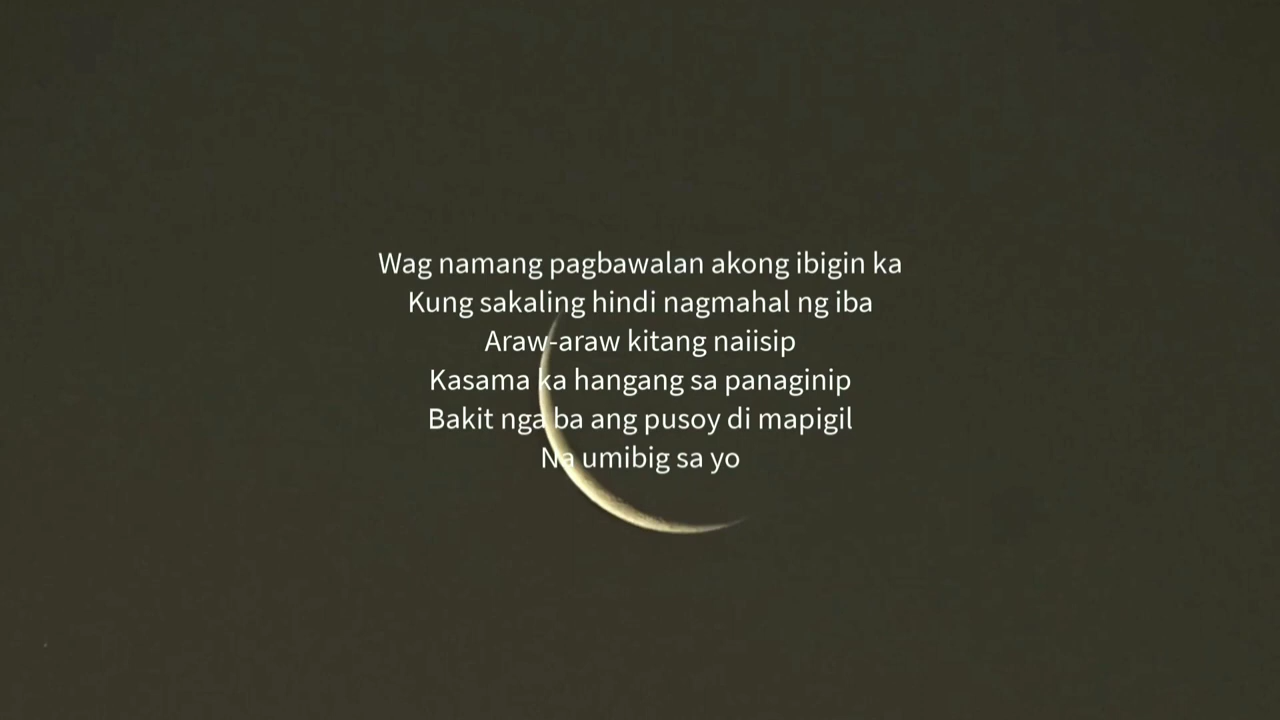 Wag namang pagbawalan akong ibigin ka
Kung sakaling hindi nagmahal ng iba
Araw-araw kitang naiisip
Kasama ka hangang sa panaginip
Bakit nga ba ang pusoy di mapigil
Na umibig sa yo